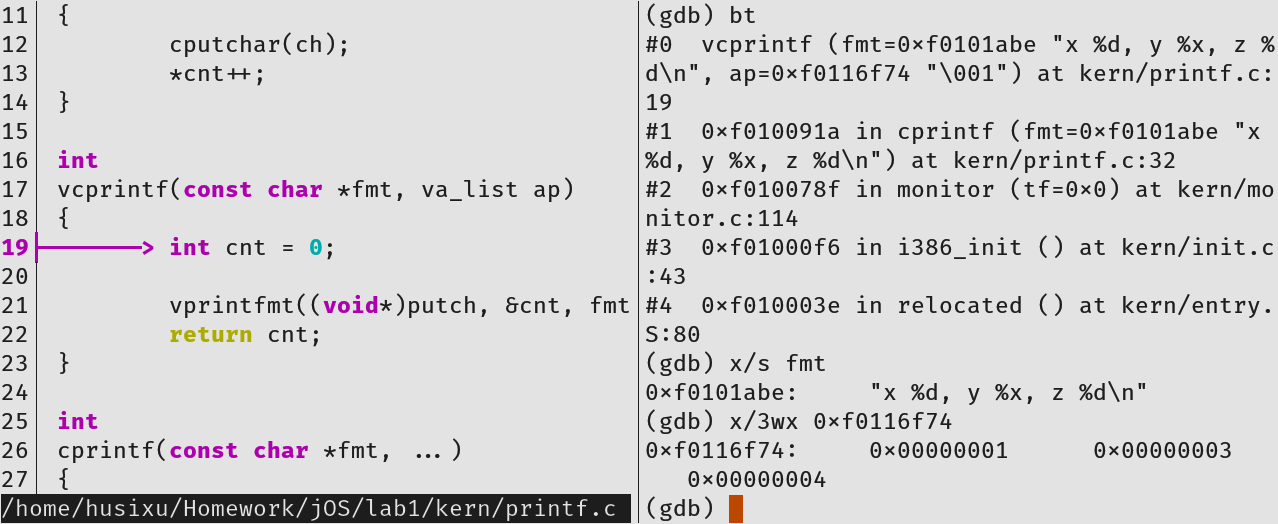 11 {
12         cputchar(ch);
13         *cnt++;
14 }
15
16 int
17 vcprintf(const char *fmt, va_list ap)
18 {
19         int cnt = 0;
20
21         vprintfmt((void*)putch, &cnt, fmt
22         return cnt;
23 }
24
25 int
26 cprintf(const char *fmt, ...)
27 {
/home/husixu/Homework/jOS/lab1/kern/printf.c
(gdb) bt
#0  vcprintf (fmt=0xf0101abe "x %d, y %x, z %
d\n", ap=0xf0116f74 "\001") at kern/printf.c:
19
#1  0xf010091a in cprintf (fmt=0xf0101abe "x
%d, y %x, z %d\n") at kern/printf.c:32
#2  0xf010078f in monitor (tf=0x0) at kern/mo
nitor.c:114
#3  0xf01000f6 in i386_init () at kern/init.c
:43
#4  0xf010003e in relocated () at kern/entry.
S:80
(gdb) x/s fmt
0xf0101abe:     "x %d, y %x, z %d\n"
(gdb) x/3wx 0xf0116f74
0xf0116f74:     0x00000001      0x00000003
   0x00000004
(gdb)